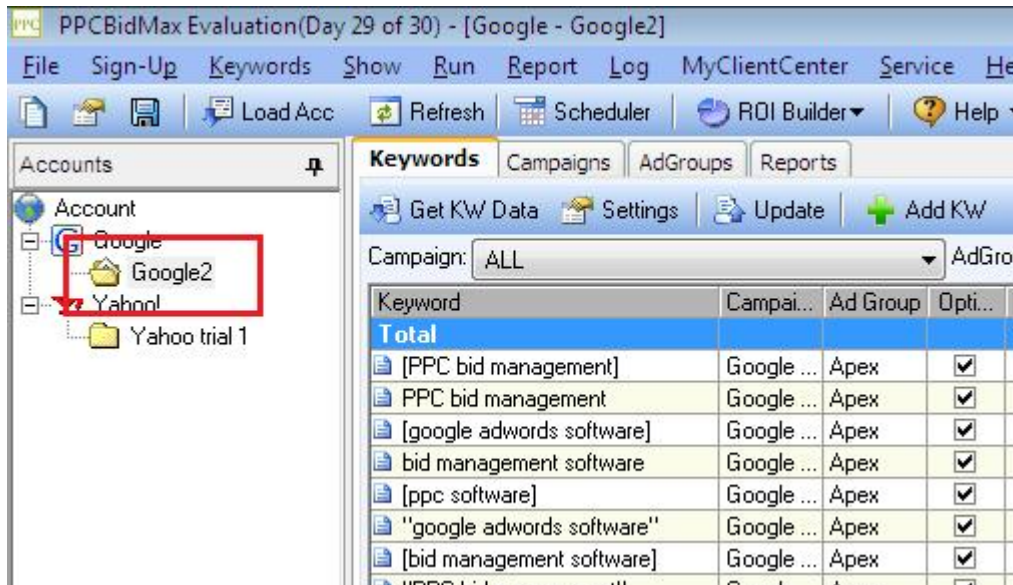 PPC PPCBidMax Evaluation(Day 29 of 30) - [Google - Google2]
File Sign-Up Keywords Show Run Report Log MyClientCenter Service He
Load Acc Refresh Scheduler ROI Builder Help
Accounts
Keywords Campaigns AdGroups Reports
Account
Google
Google2
Yahoo!
Yahoo trial 1
Get KW Data Settings Update Add KW
Campaign: ALL AdGro
Keyword Campai... Ad Group Opti...
Total
[PPC bid management] Google ... Apex
PPC bid management Google ... Apex
[google adwords software] Google ... Apex
bid management software Google ... Apex
[ppc software] Google ... Apex
"google adwords software" Google ... Apex
[bid management software] Google ... Apex